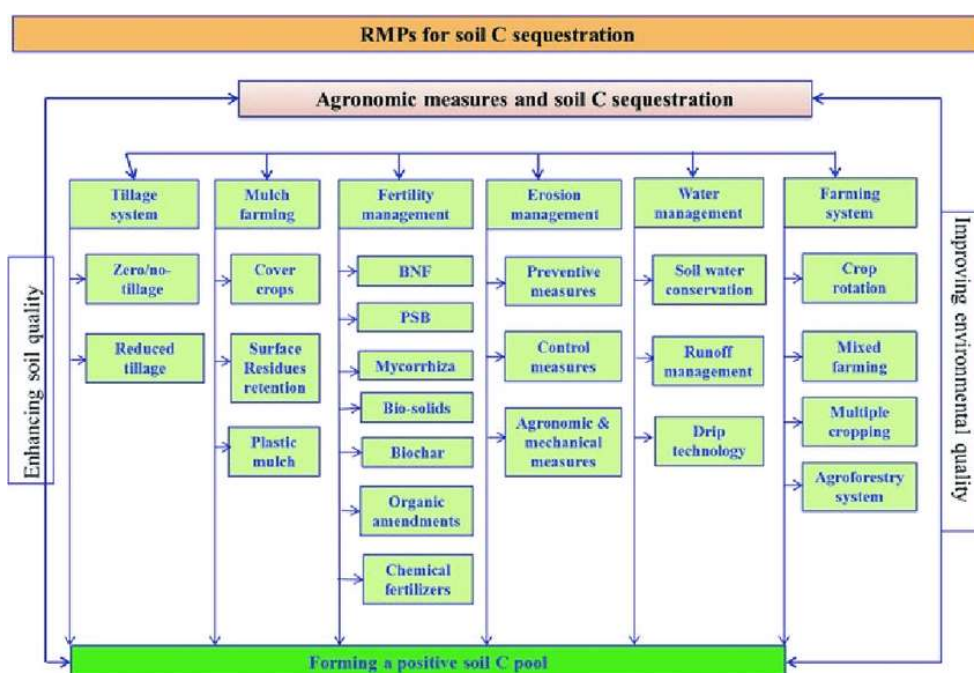 RMPs for soil C sequestration
Agronomic measures and soil C sequestration
Tillage
system
Mulch
farming
Fertility
management
Erosion
management
Water
management
Farming
system
Zero/no-
tillage
Reduced
tillage
Cover
crops
Surface
Residues
retention
Plastic
mulch
BNF
PSB
Mycorrhiza
Bio-solids
Biochar
Organic
amendments
Chemical
fertilizers
Preventive
measures
Control
measures
Agronomic &
mechanical
measures
Soil water
conservation
Runoff
management
Drip
technology
Crop
rotation
Mixed
farming
Multiple
cropping
Agroforestry
system
Enhancing soil quality
Improving environmental quality
Forming a positive soil C pool